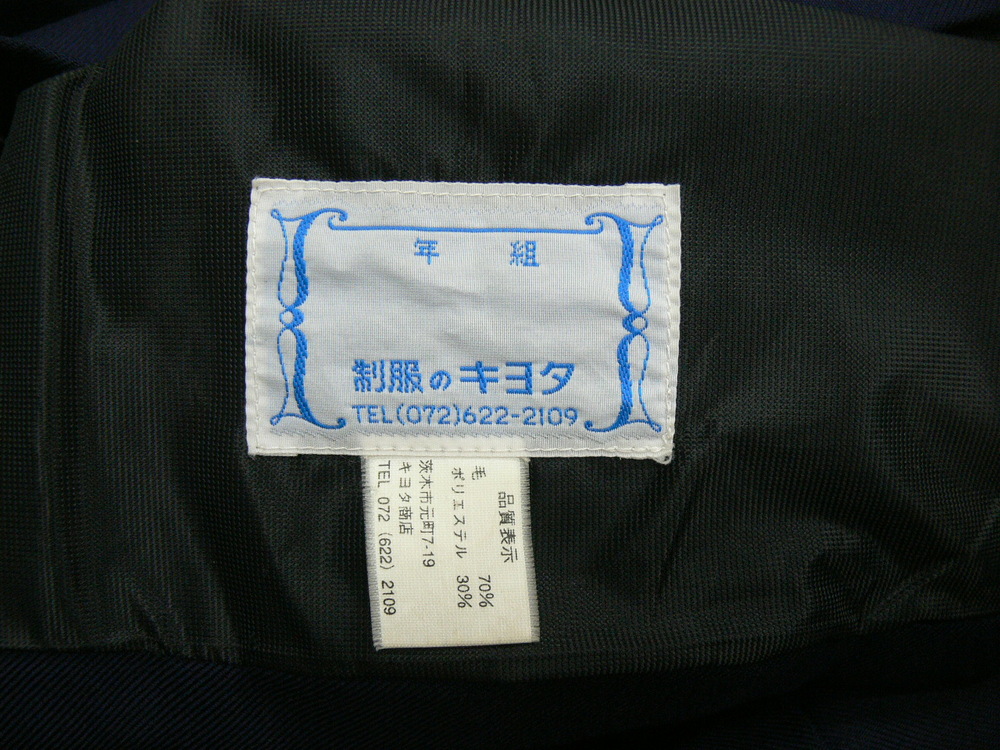 年 組
制服のキヨタ
TEL(072)622-2109
品質表示
毛 70%
ポリエステル 30%
茨木市元町7-19
キヨタ商店
TEL 072 (622) 2109